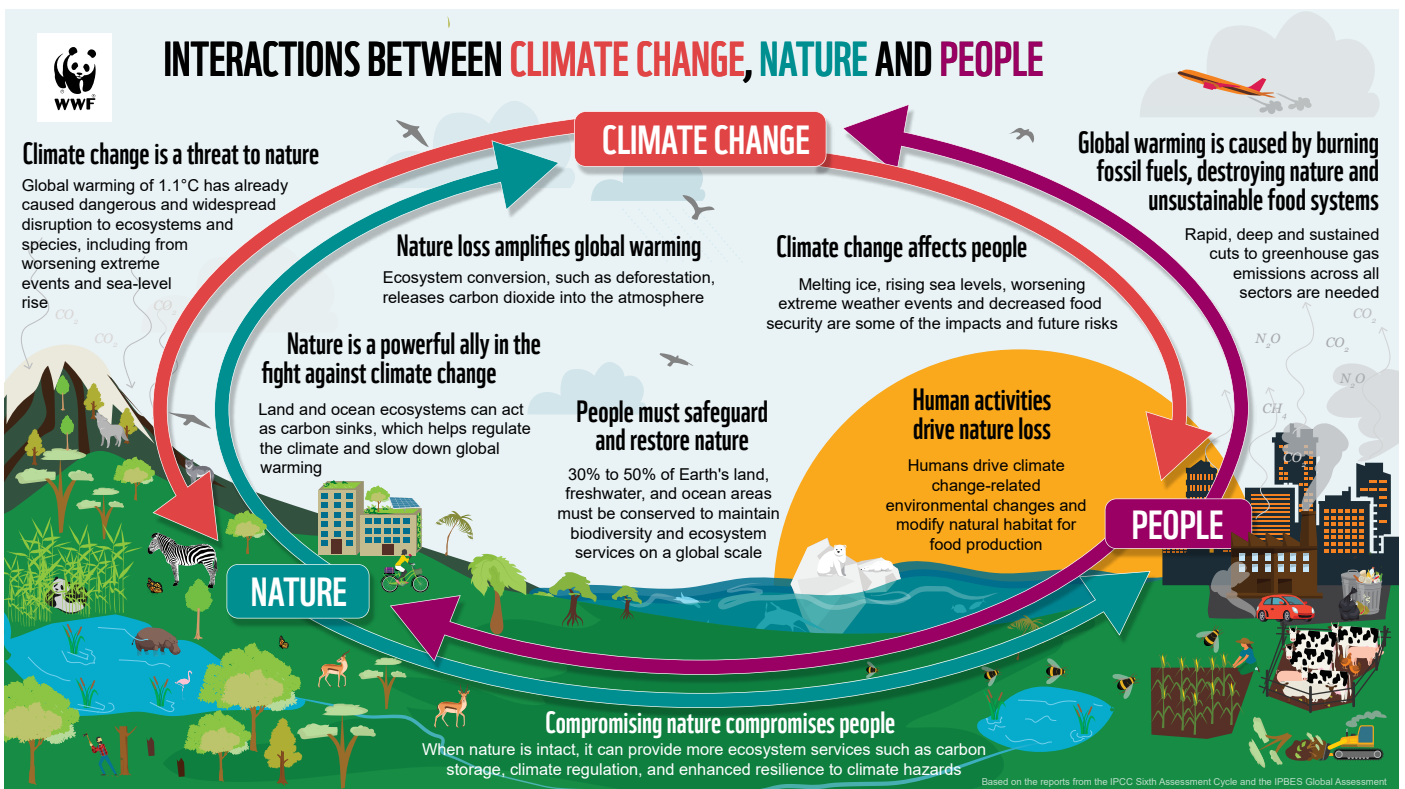 WWF
INTERACTIONS BETWEEN CLIMATE CHANGE, NATURE AND PEOPLE
CLIMATE CHANGE
Climate change is a threat to nature
Global warming of 1.1°C has already
caused dangerous and widespread
disruption to ecosystems and
species, including from
worsening extreme
events and sea-level
rise
CO₂
CO₂
CO₂
Nature loss amplifies global warming
Ecosystem conversion, such as deforestation,
releases carbon dioxide into the atmosphere
Climate change affects people
Melting ice, rising sea levels, worsening
extreme weather events and decreased food
security are some of the impacts and future risks
Global warming is caused by burning
fossil fuels, destroying nature and
unsustainable food systems
Rapid, deep and sustained
cuts to greenhouse gas
emissions across all
sectors are needed
CO₂
N₂O
CO₂
N₂O
CH₄
CO₂
Nature is a powerful ally in the
fight against climate change
Land and ocean ecosystems can act
as carbon sinks, which helps regulate
the climate and slow down global
warming
People must safeguard
and restore nature
30% to 50% of Earth's land,
freshwater, and ocean areas
must be conserved to maintain
biodiversity and ecosystem
services on a global scale
Human activities
drive nature loss
Humans drive climate
change-related
environmental changes and
modify natural habitat for
food production
PEOPLE
NATURE
Compromising nature compromises people
When nature is intact, it can provide more ecosystem services such as carbon
storage, climate regulation, and enhanced resilience to climate hazards
Based on the reports from the IPCC Sixth Assessment Cycle and the IPBES Global Assessment